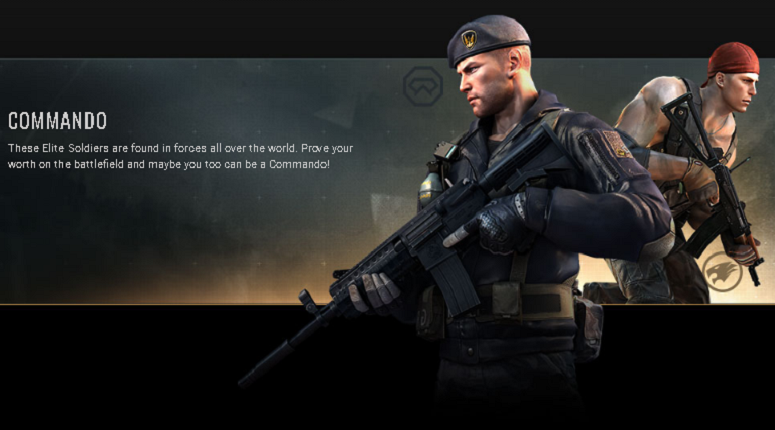 COMMANDO
These Elite Soldiers are found in forces all over the world. Prove your
worth on the battlefield and maybe you too can be a Commando!